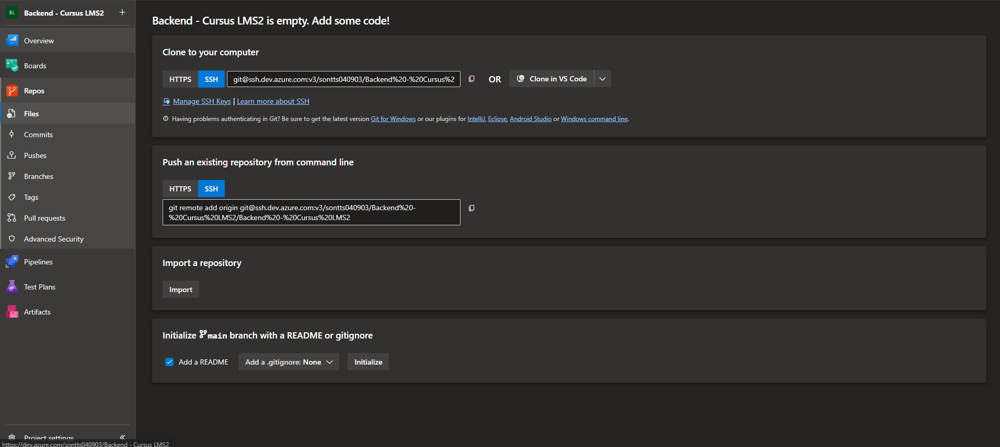 BL
Backend - Cursus LMS2
Overview
Boards
Repos
Files
Commits
Pushes
Branches
Tags
Pull requests
Advanced Security
Pipelines
Test Plans
Artifacts
Project settings
https://dev.azure.com/sontts040903/Backend - Cursus LMS2
Backend - Cursus LMS2 is empty. Add some code!
Clone to your computer
HTTPS SSH git@ssh.dev.azure.com:v3/sontts040903/Backend%20-%20Cursus%2 OR Clone in VS Code
Manage SSH Keys | Learn more about SSH
Having problems authenticating in Git? Be sure to get the latest version Git for Windows or our plugins for IntelliJ, Eclipse, Android Studio or Windows command line.
Push an existing repository from command line
HTTPS SSH
git remote add origin git@ssh.dev.azure.com:v3/sontts040903/Backend%20-
%20Cursus%20LMS2/Backend%20-%20Cursus%20LMS2
Import a repository
Import
Initialize main branch with a README or gitignore
Add a README Add a .gitignore: None Initialize